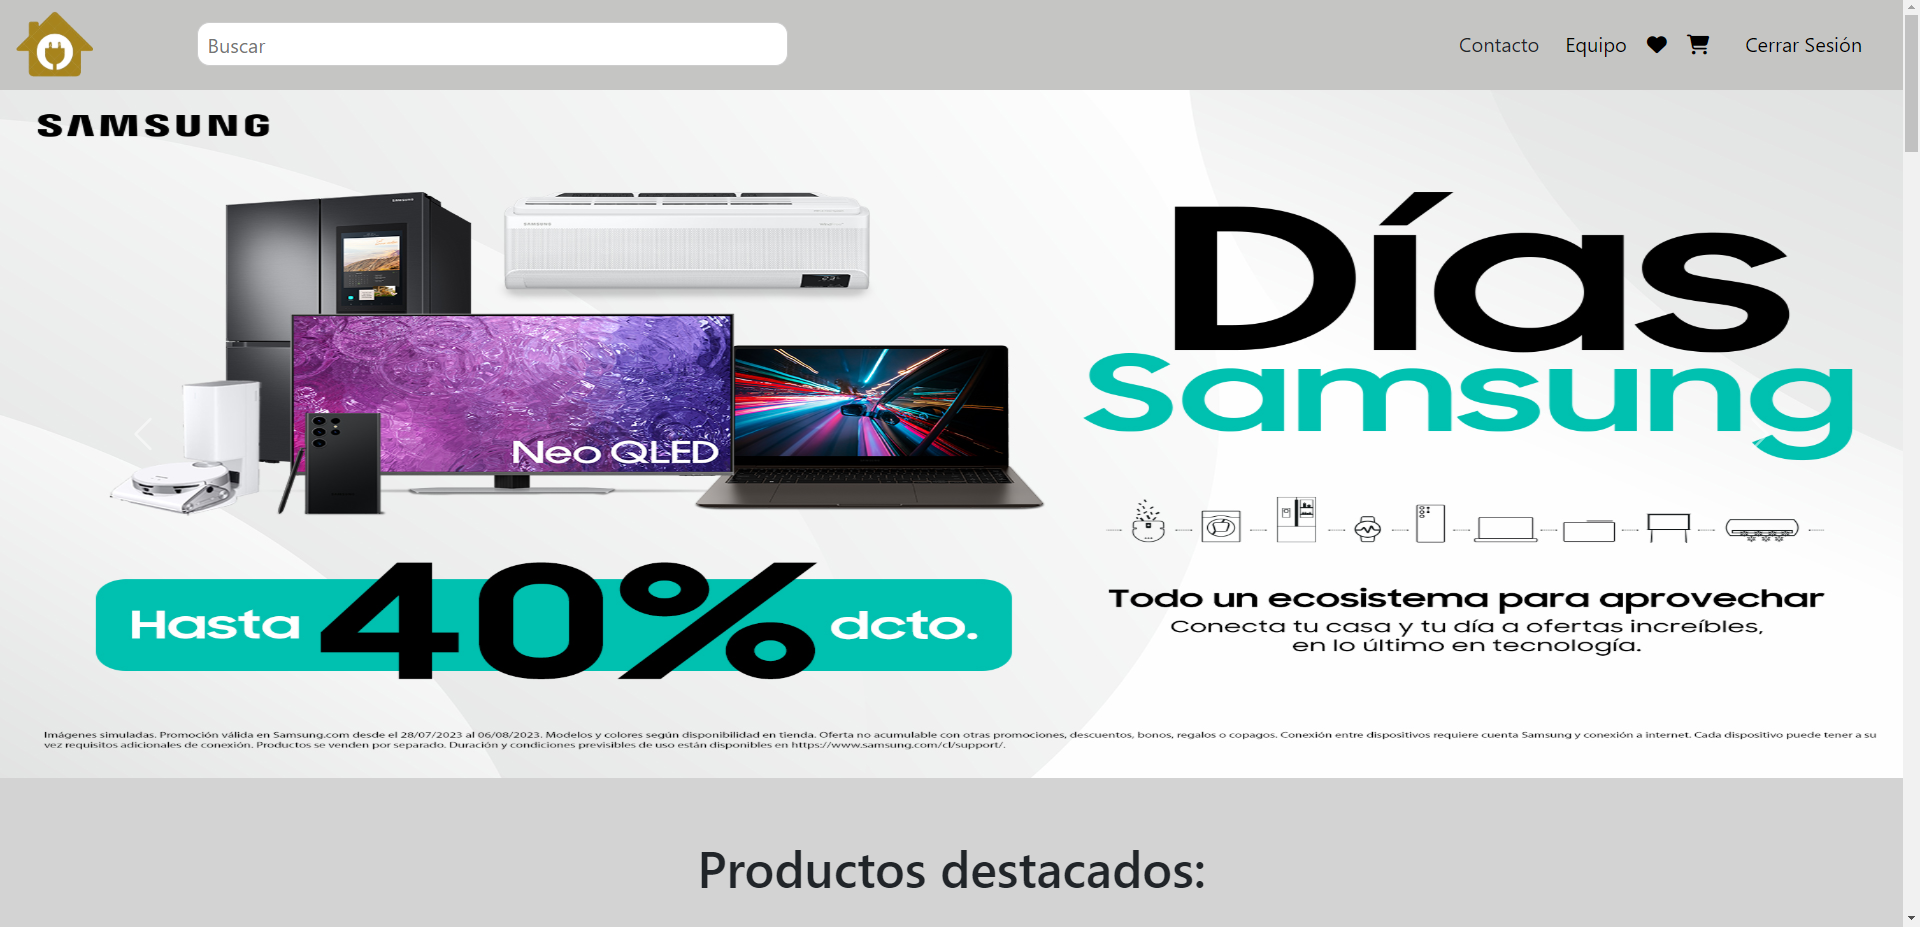 Buscar
Contacto
Equipo
Cerrar Sesión
SAMSUNG
SAMSUNG
SAMSUNG
Neo QLED
Días
Samsung
Hasta 40% dcto.
Todo un ecosistema para aprovechar
Conecta tu casa y tu día a ofertas increíbles,
en lo último en tecnología.
Imágenes simuladas. Promoción válida en Samsung.com desde el 28/07/2023 al 06/08/2023. Modelos y colores según disponibilidad en tienda. Oferta no acumulable con otras promociones, descuentos, bonos, regalos o copagos. Conexión entre dispositivos requiere cuenta Samsung y conexión a internet. Cada dispositivo puede tener a su
vez requisitos adicionales de conexión. Productos se venden por separado. Duración y condiciones previsibles de uso están disponibles en https://www.samsung.com/cl/support/.
Productos destacados: